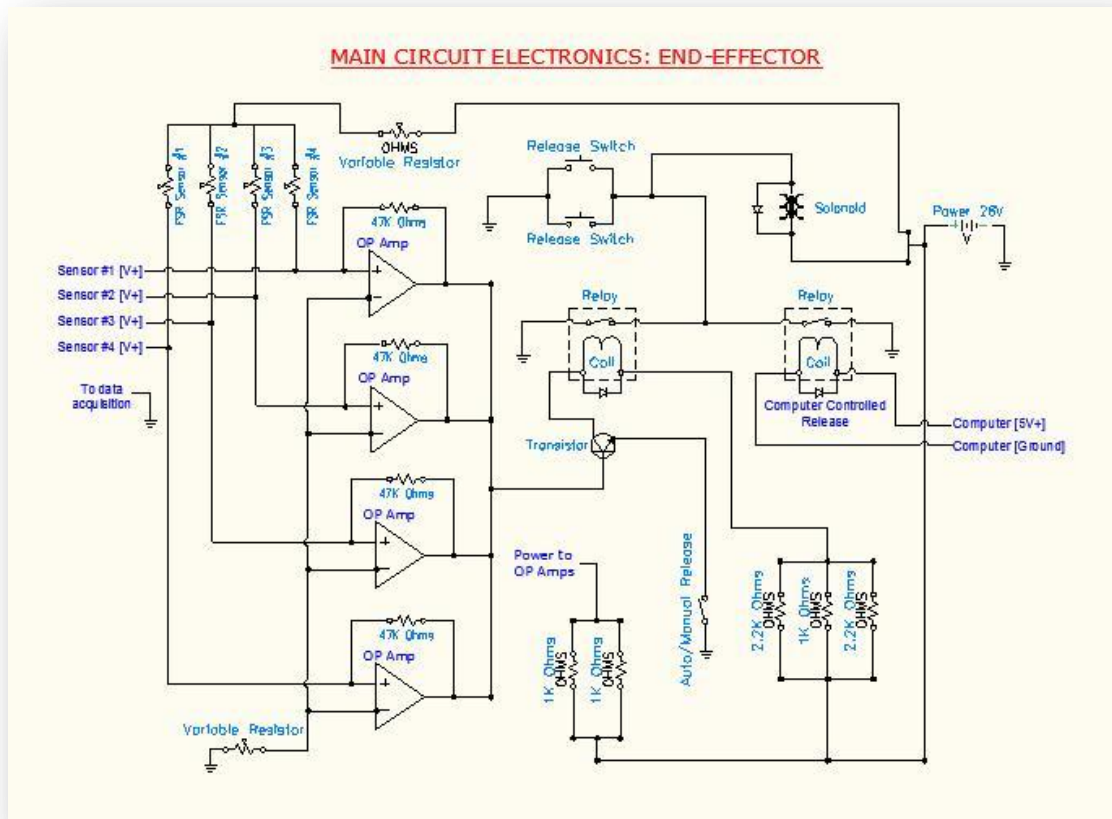 MAIN CIRCUIT ELECTRONICS: END-EFFECTOR
FSR Sensor #1
FSR Sensor #2
FSR Sensor #3
FSR Sensor #4
OHMS
Variable Resistor
Release Switch
Release Switch
Solonoid
Power 26V
V
47K Ohms
OP Amp
Sensor #1 [V+]
Sensor #2 [V+]
Sensor #3 [V+]
Sensor #4 [V+]
To data
acquisition
Relay
Coil
Relay
Coil
47K Ohms
OP Amp
Computer Controlled
Release
Computer [5V+]
Computer [Ground]
Transistor
47K Ohms
OP Amp
Power to
OP Amps
Auto/Manual Release
2.2K Ohms
OHMS
1K Ohms
OHMS
2.2K Ohms
OHMS
47K Ohms
OP Amp
1K Ohms
OHMS
1K Ohms
OHMS
Variable Resistor